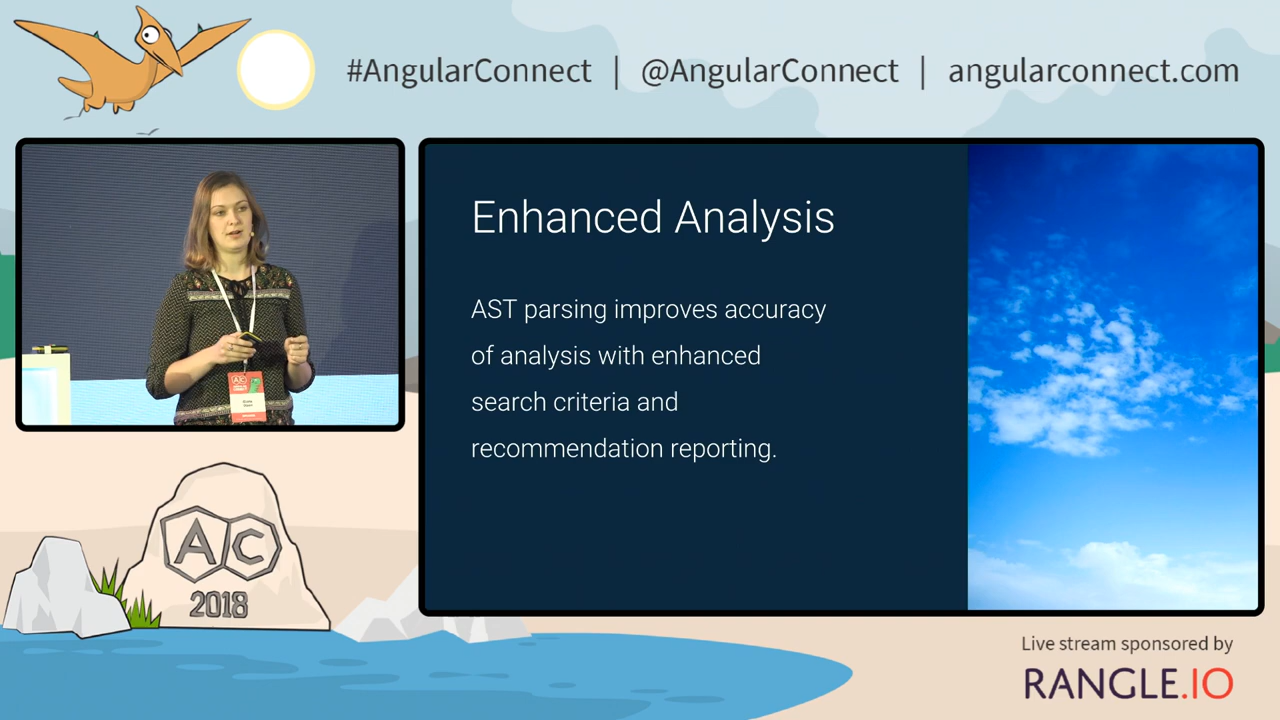 #AngularConnect | @AngularConnect | angularconnect.com
Enhanced Analysis
AST parsing improves accuracy
of analysis with enhanced
search criteria and
recommendation reporting.
AC
2018
Live stream sponsored by
RANGLE.IO